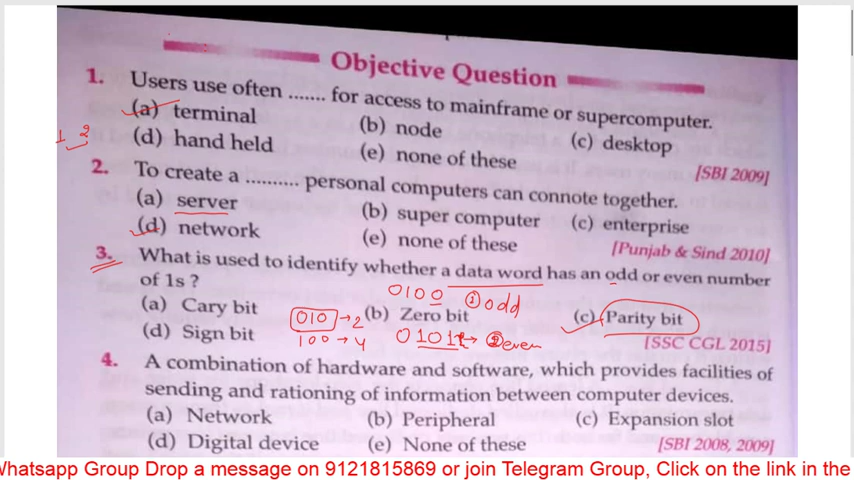 Objective Question
1. Users use often ....... for access to mainframe or supercomputer.
(a) terminal (b) node (c) desktop
(d) hand held (e) none of these [SBI 2009]
1 2
2. To create a .......... personal computers can connote together.
(a) server (b) super computer (c) enterprise
(d) network (e) none of these [Punjab & Sind 2010]
3. What is used to identify whether a data word has an odd or even number
of 1s ?
0100 ① odd
(a) Cary bit (b) Zero bit (c) Parity bit
010 → 2
(d) Sign bit [SSC CGL 2015]
100 → 4 0101 → ② even
4. A combination of hardware and software, which provides facilities of
sending and rationing of information between computer devices.
(a) Network (b) Peripheral (c) Expansion slot
(d) Digital device (e) None of these [SBI 2008, 2009]
Whatsapp Group Drop a message on 9121815869 or join Telegram Group, Click on the link in the